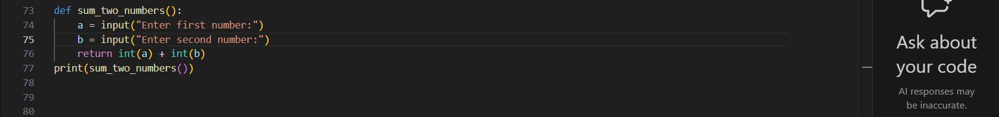 73 def sum_two_numbers():
74     a = input("Enter first number:")
75     b = input("Enter second number:")
76     return int(a) + int(b)
77 print(sum_two_numbers())
78
79
80
Ask about
your code
AI responses may
be inaccurate.